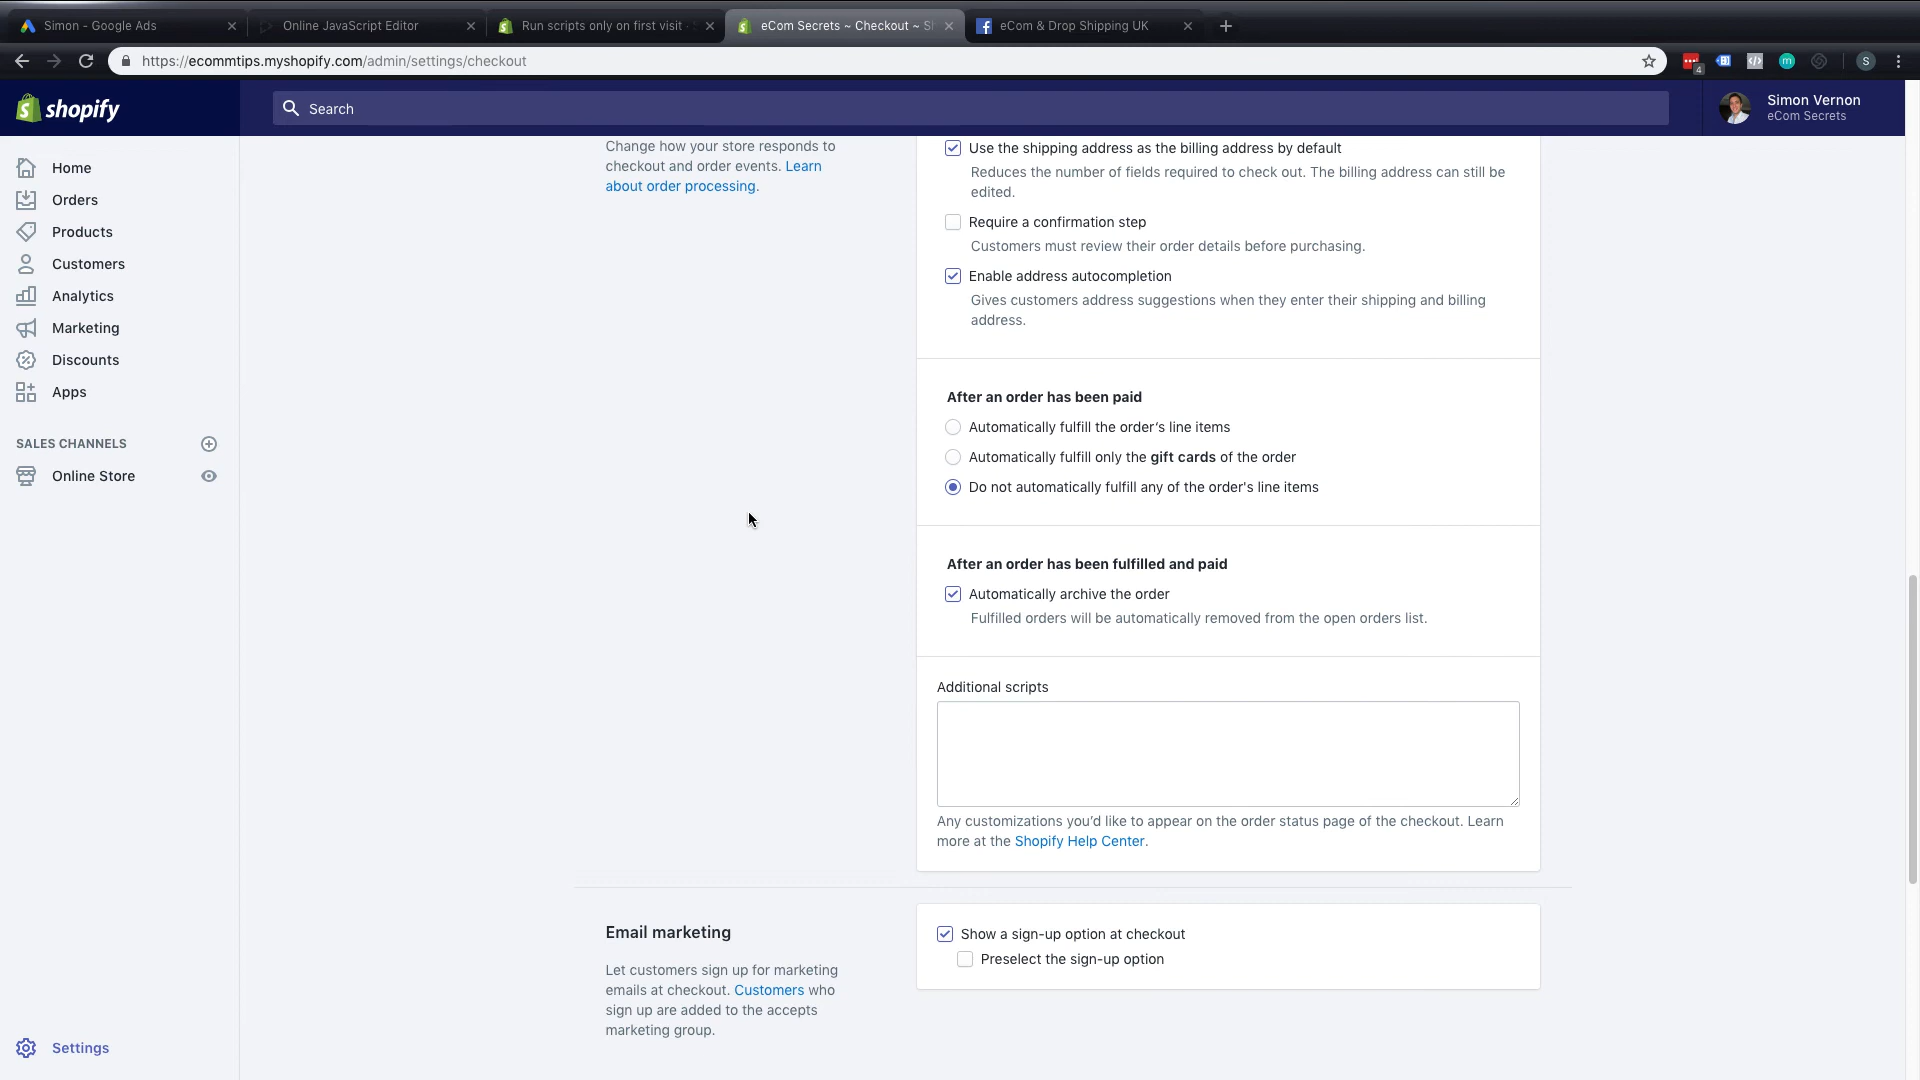 Simon - Google Ads
Online JavaScript Editor
Run scripts only on first visit ·
eCom Secrets ~ Checkout ~ S
eCom & Drop Shipping UK
https://ecommtips.myshopify.com/admin/settings/checkout
4
S
shopify
Search
Simon Vernon
eCom Secrets
Home
Orders
Products
Customers
Analytics
Marketing
Discounts
Apps
SALES CHANNELS
Online Store
Settings
Change how your store responds to
checkout and order events. Learn
about order processing.
Use the shipping address as the billing address by default
Reduces the number of fields required to check out. The billing address can still be
edited.
Require a confirmation step
Customers must review their order details before purchasing.
Enable address autocompletion
Gives customers address suggestions when they enter their shipping and billing
address.
After an order has been paid
Automatically fulfill the order’s line items
Automatically fulfill only the gift cards of the order
Do not automatically fulfill any of the order's line items
After an order has been fulfilled and paid
Automatically archive the order
Fulfilled orders will be automatically removed from the open orders list.
Additional scripts
Any customizations you’d like to appear on the order status page of the checkout. Learn
more at the Shopify Help Center.
Email marketing
Let customers sign up for marketing
emails at checkout. Customers who
sign up are added to the accepts
marketing group.
Show a sign-up option at checkout
Preselect the sign-up option